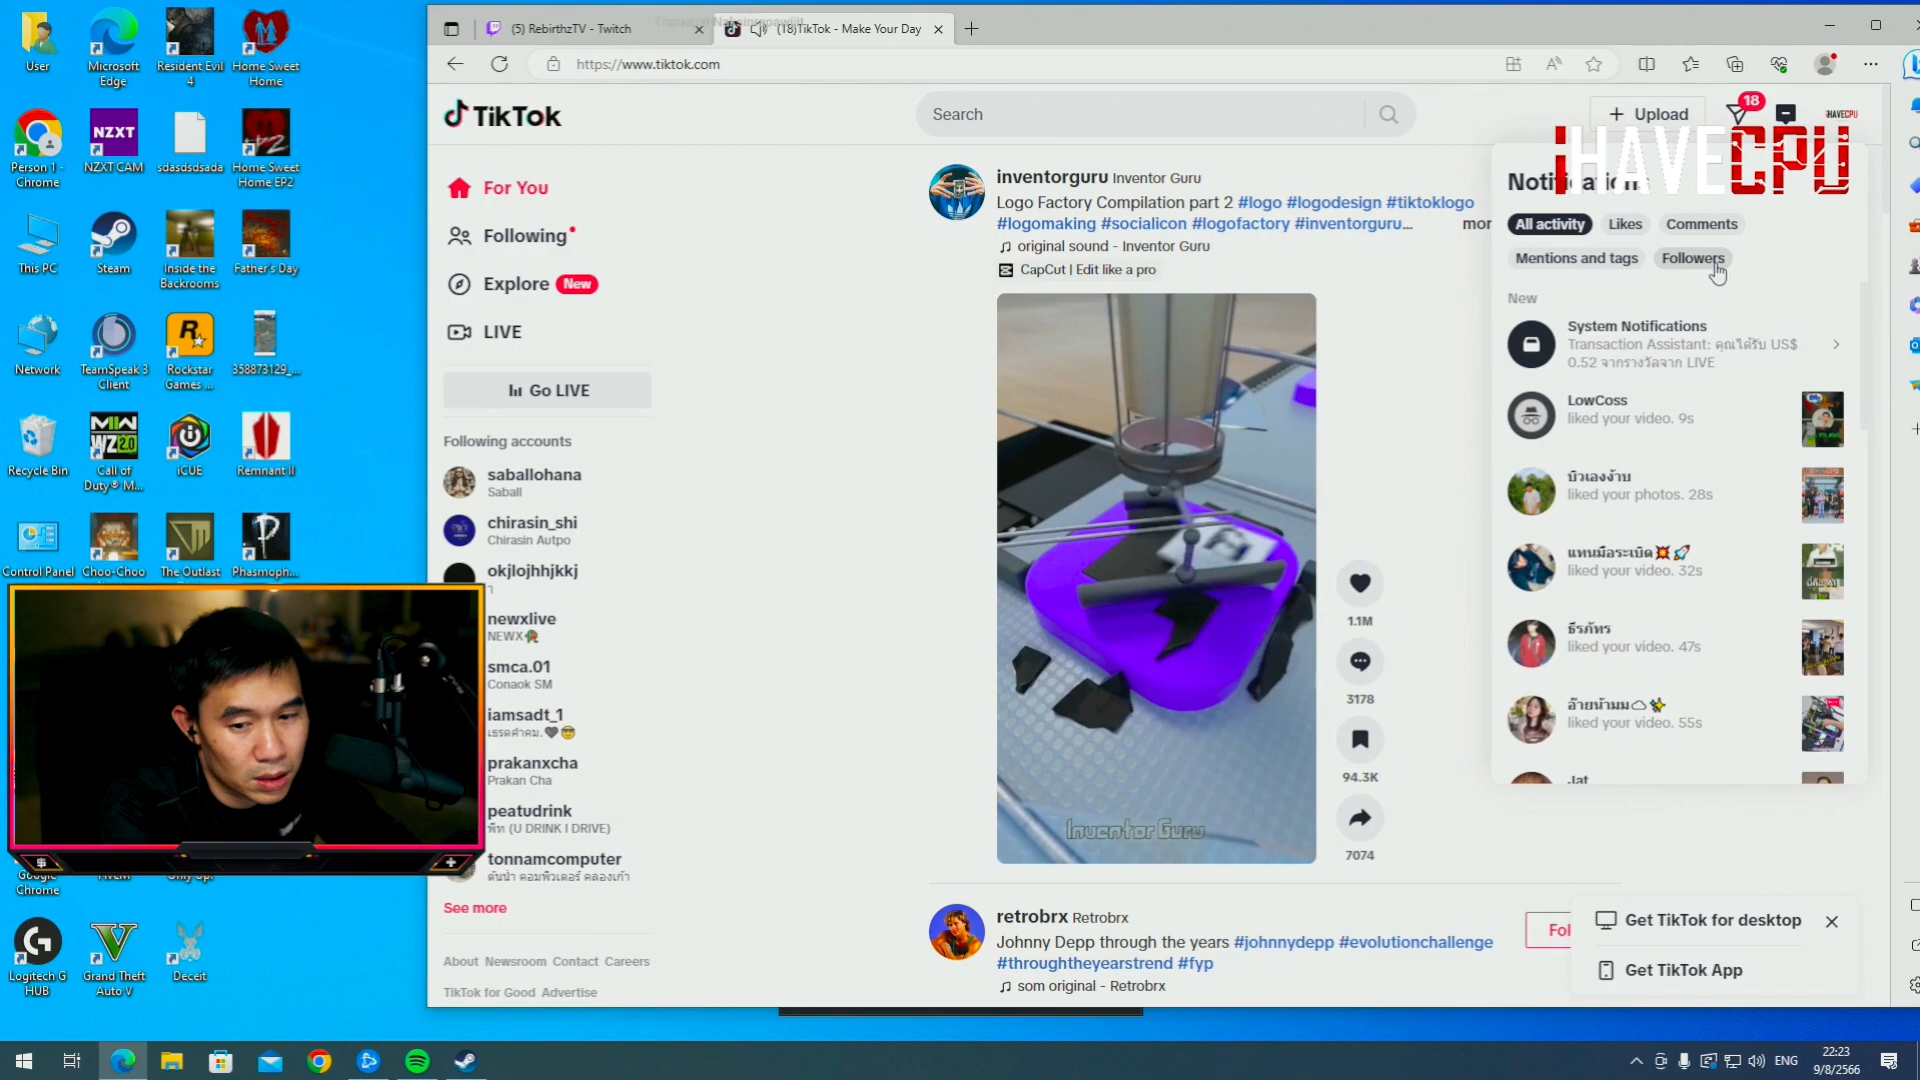 User
Microsoft
Edge
Resident Evil
4
Home Sweet
Home
Person 1 -
Chrome
NZXT
NZXT CAM
sdasdsdsada
Home Sweet
Home EP2
This PC
Steam
Inside the
Backrooms
Father's Day
Network
TeamSpeak 3
Client
Rockstar
Games ...
358873129_...
Recycle Bin
Call of
Duty® M...
iCUE
Remnant II
Control Panel
Choo-Choo
The Outlast
Phasmoph...
Google
Chrome
FiveM
Only Up!
Logitech G
HUB
Grand Theft
Auto V
Deceit
(5) RebirthzTV - Twitch
(18)TikTok - Make Your Day
https://www.tiktok.com
TikTok
Search
Upload
18
iHAVECPU
iHAVECPU
For You
Following
Explore New
LIVE
Go LIVE
Following accounts
saballohana
Saball
chirasin_shi
Chirasin Autpo
okjlojhhjkkj
า
newxlive
NEWX
smca.01
Conaok SM
iamsadt_1
เธรดคำคม.
prakanxcha
Prakan Cha
peatudrink
พีท (U DRINK I DRIVE)
tonnamcomputer
ต้นน้ำ คอมพิวเตอร์ คลองเก้า
See more
About Newsroom Contact Careers
TikTok for Good Advertise
inventorguru Inventor Guru
Logo Factory Compilation part 2 #logo #logodesign #tiktoklogo
#logomaking #socialicon #logofactory #inventorguru... mor
original sound - Inventor Guru
CapCut | Edit like a pro
Inventor Guru
1.1M
3178
94.3K
7074
retrobrx Retrobrx
Johnny Depp through the years #johnnydepp #evolutionchallenge
#throughtheyearstrend #fyp
som original - Retrobrx
Fol
Notifications
All activity Likes Comments
Mentions and tags Followers
New
System Notifications
Transaction Assistant: คุณได้รับ US$
0.52 จากรางวัลจาก LIVE
LowCoss
liked your video. 9s
บิวเองง้าบ
liked your photos. 28s
แทนมือระเบิด
liked your video. 32s
ธีรภัทร
liked your video. 47s
อ๊ายน้ามม
liked your video. 55s
Jat
Get TikTok for desktop
Get TikTok App
ENG
22:23
9/8/2566